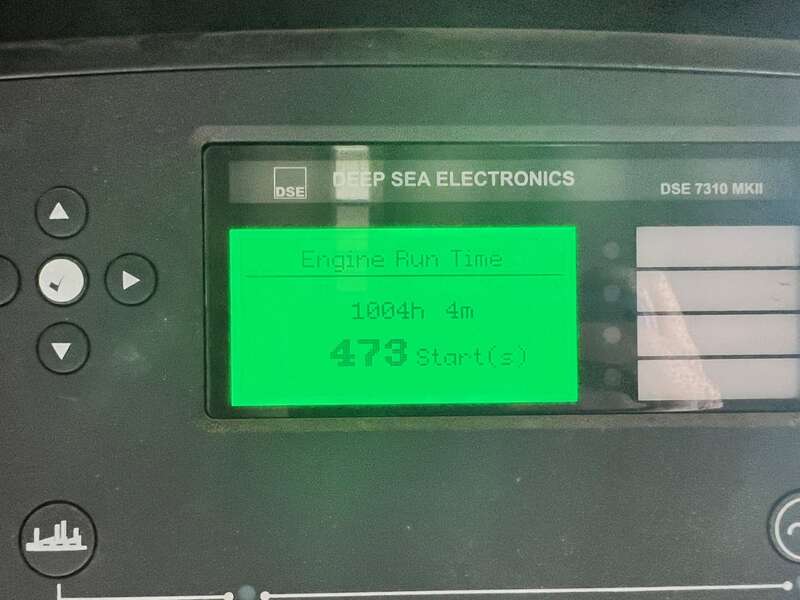 DSE
DEEP SEA ELECTRONICS
DSE 7310 MKII
Engine Run Time
1004h 4m
473 Start(s)